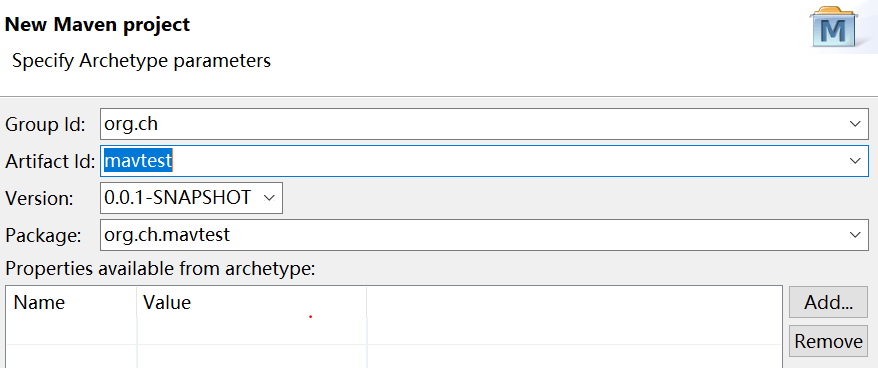 New Maven project
Specify Archetype parameters
M
Group Id: org.ch
Artifact Id: mavtest
Version: 0.0.1-SNAPSHOT
Package: org.ch.mavtest
Properties available from archetype:
Name Value Add...
Remove